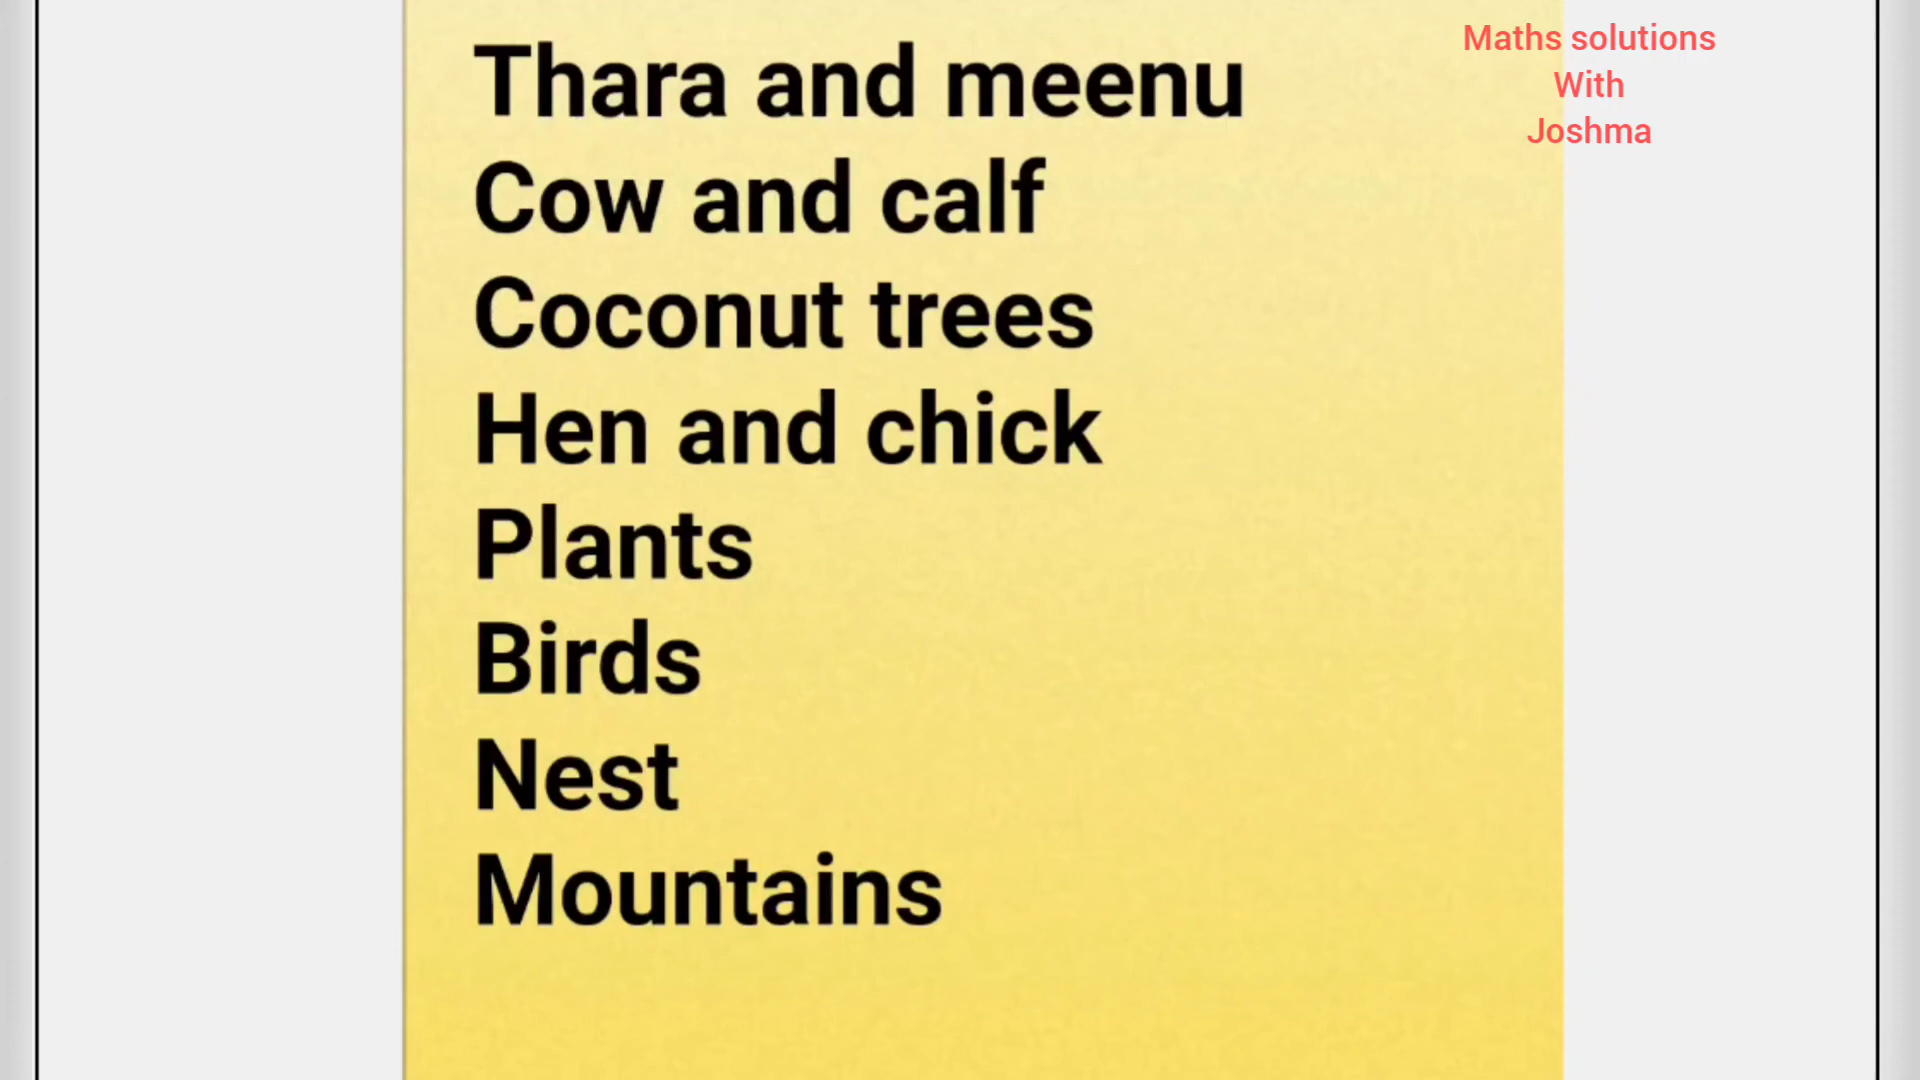 Thara and meenu
Cow and calf
Coconut trees
Hen and chick
Plants
Birds
Nest
Mountains
Maths solutions
With
Joshma